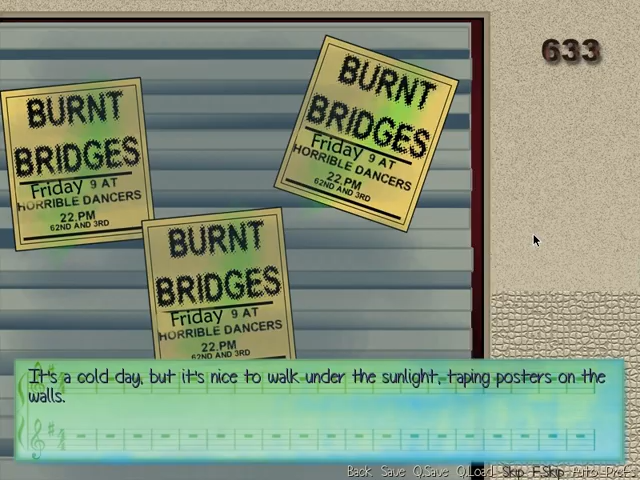 633
BURNT
BRIDGES
Friday 9 AT
HORRIBLE DANCERS
22.PM
62ND AND 3RD
BURNT
BRIDGES
Friday 9 AT
HORRIBLE DANCERS
22.PM
62ND AND 3RD
BURNT
BRIDGES
Friday 9 AT
HORRIBLE DANCERS
22.PM
62ND AND 3RD
It's a cold day, but it's nice to walk under the sunlight, taping posters on the
walls.
Back Save Q.Save Q.Load Skip F.Skip Auto Pref.